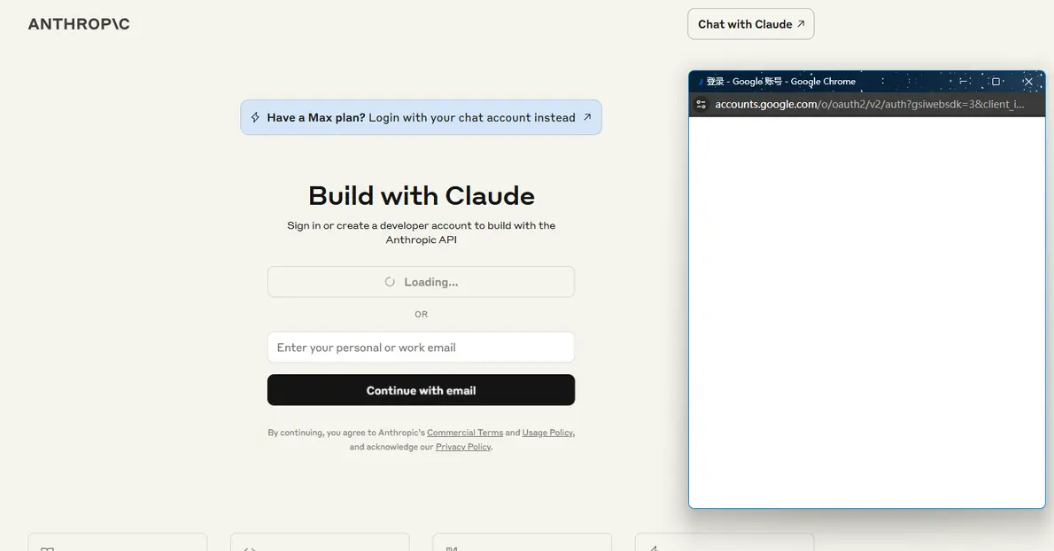 ANTHROP\C
Chat with Claude ↗
登录 - Google 账号 - Google Chrome
accounts.google.com/o/oauth2/v2/auth?gsiwebsdk=3&client_i...
Have a Max plan? Login with your chat account instead ↗
Build with Claude
Sign in or create a developer account to build with the
Anthropic API
Loading...
OR
Enter your personal or work email
Continue with email
By continuing, you agree to Anthropic's Commercial Terms and Usage Policy,
and acknowledge our Privacy Policy.